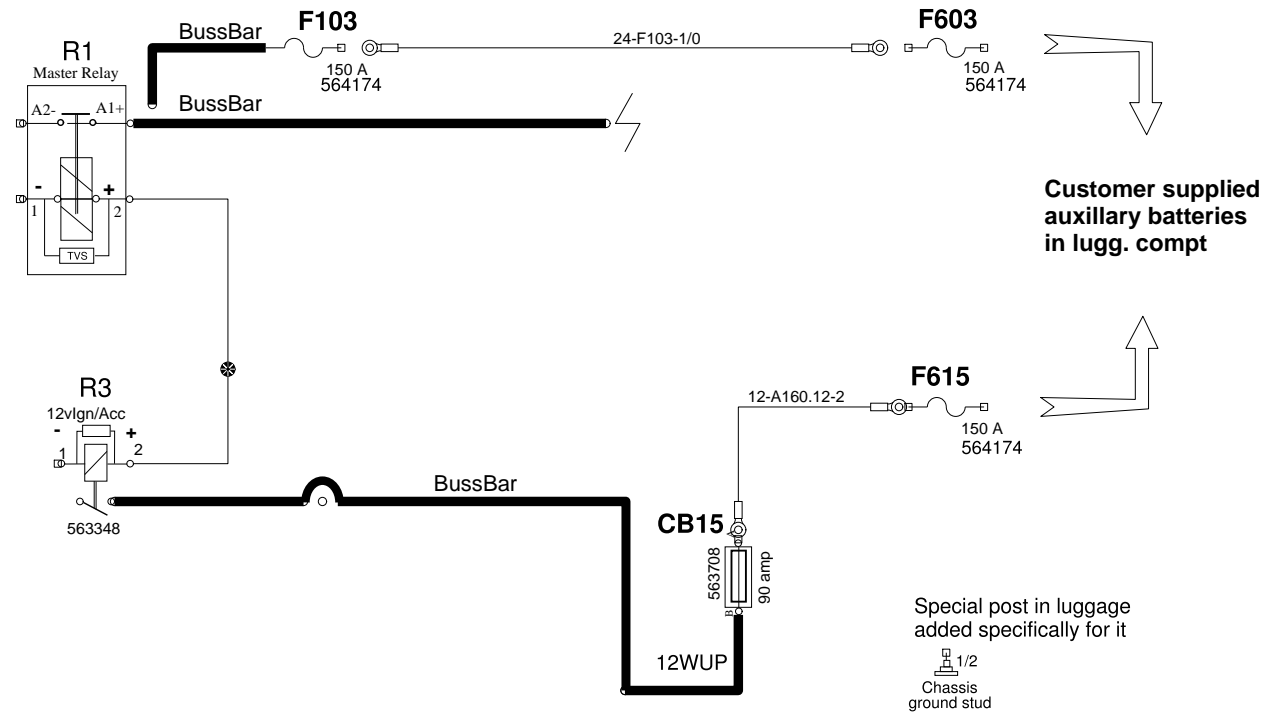 BussBar
F103
24-F103-1/0
F603
R1
Master Relay
150 A
564174
150 A
564174
BussBar
A2-
A1+
-
+
1
2
TVS
Customer supplied
auxillary batteries
in lugg. compt
R3
12vIgn/Acc
-
+
1
2
563348
BussBar
12-A160.12-2
F615
150 A
564174
CB15
A
563708
90 amp
B
12WUP
Special post in luggage
added specifically for it
1/2
Chassis
ground stud